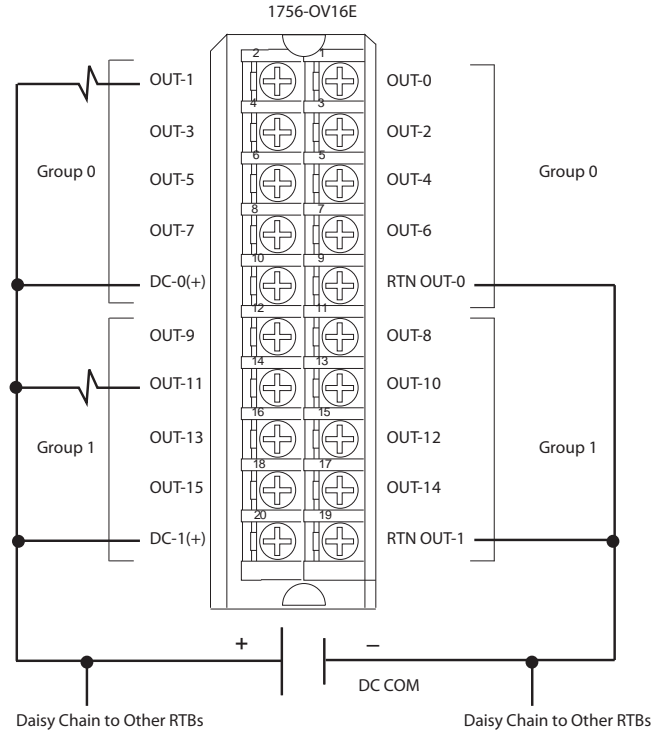 1756-OV16E
2 1
OUT-1 OUT-0
4 3
OUT-3 OUT-2
6 5
Group 0 OUT-5 OUT-4 Group 0
8 7
OUT-7 OUT-6
10 9
DC-0(+) RTN OUT-0
12 11
OUT-9 OUT-8
14 13
OUT-11 OUT-10
16 15
Group 1 OUT-13 OUT-12 Group 1
18 17
OUT-15 OUT-14
20 19
DC-1(+) RTN OUT-1
+ –
DC COM
Daisy Chain to Other RTBs Daisy Chain to Other RTBs